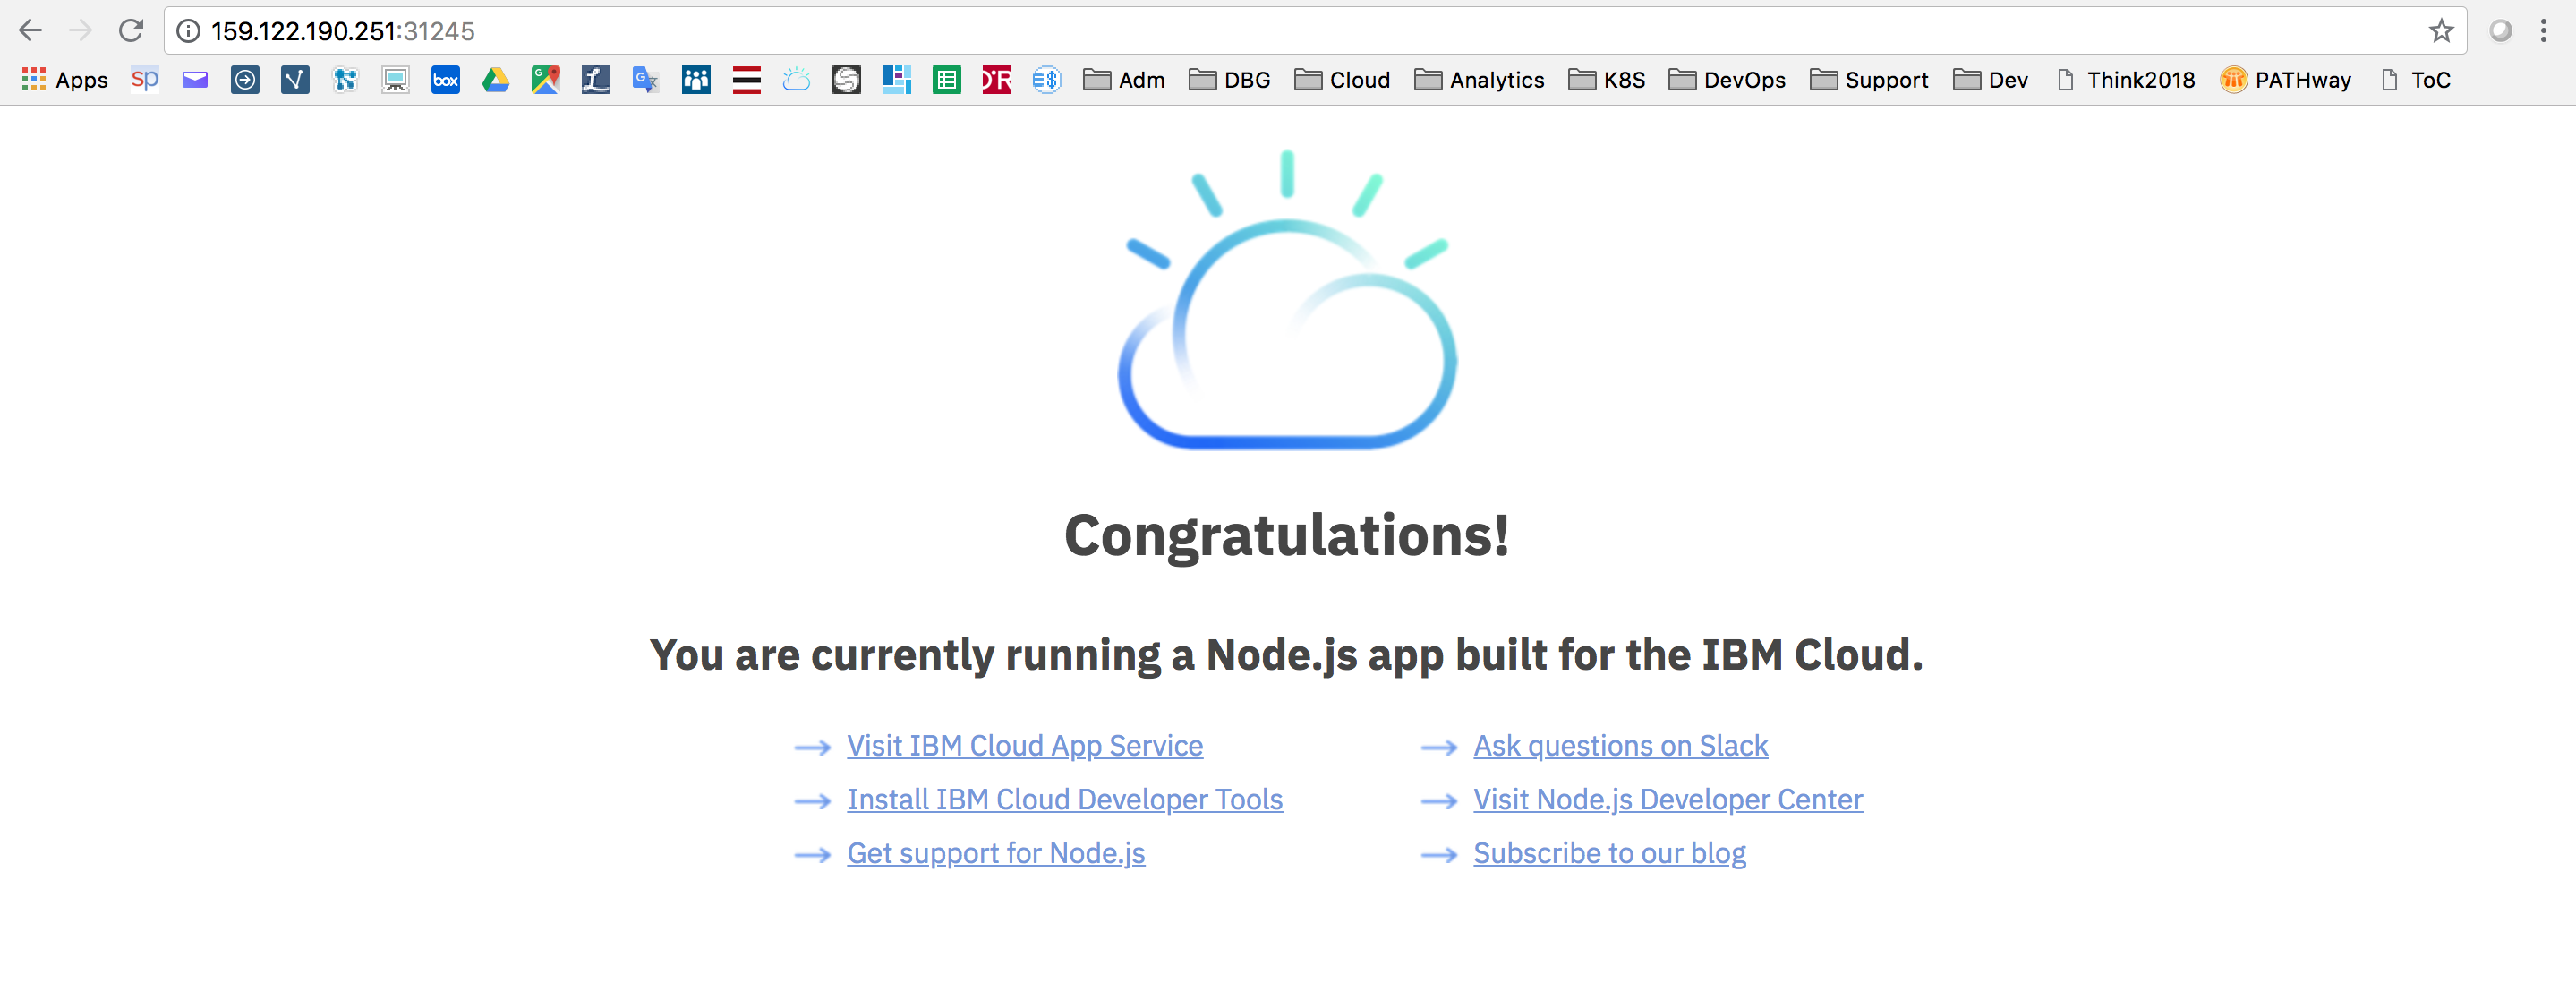 159.122.190.251:31245
Apps sp box Adm DBG Cloud Analytics K8S DevOps Support Dev Think2018 PATHway ToC
Congratulations!
You are currently running a Node.js app built for the IBM Cloud.
Visit IBM Cloud App Service
Install IBM Cloud Developer Tools
Get support for Node.js
Ask questions on Slack
Visit Node.js Developer Center
Subscribe to our blog